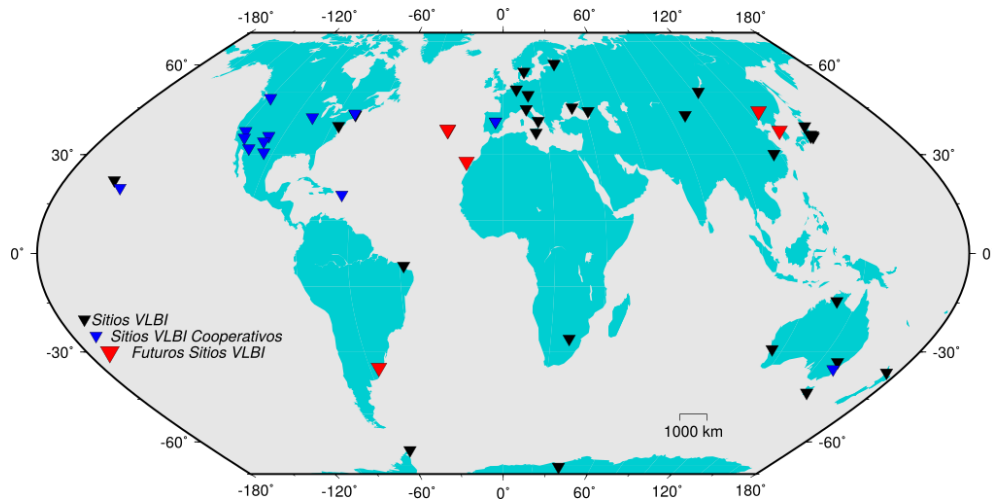 -180° -120° -60° 0° 60° 120° 180°
60° 60°
30° 30°
0° 0
Sitios VLBI
Sitios VLBI Cooperativos
-30° Futuros Sitios VLBI -30°
1000 km
-60° -60°
-180° -120° -60° 0° 60° 120° 180°